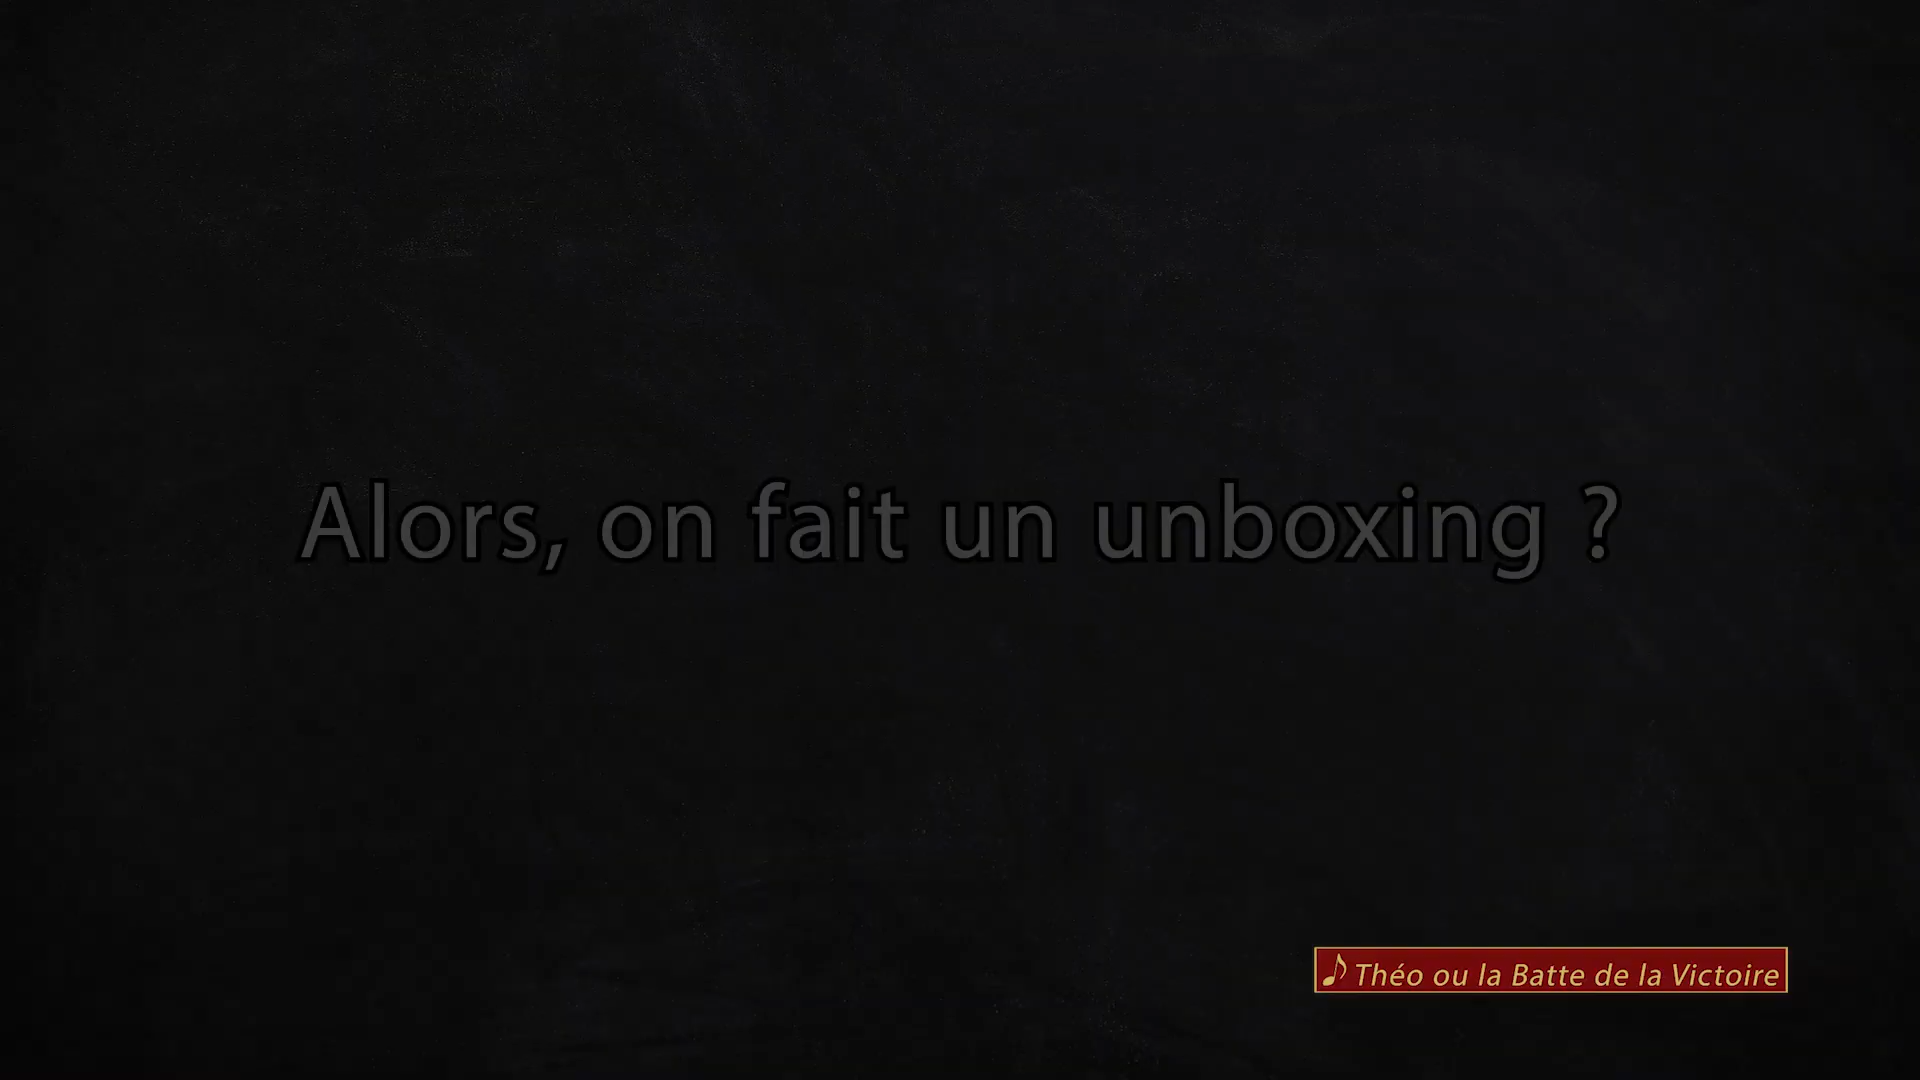 Alors, on fait un unboxing ?
♪ Théo ou la Batte de la Victoire